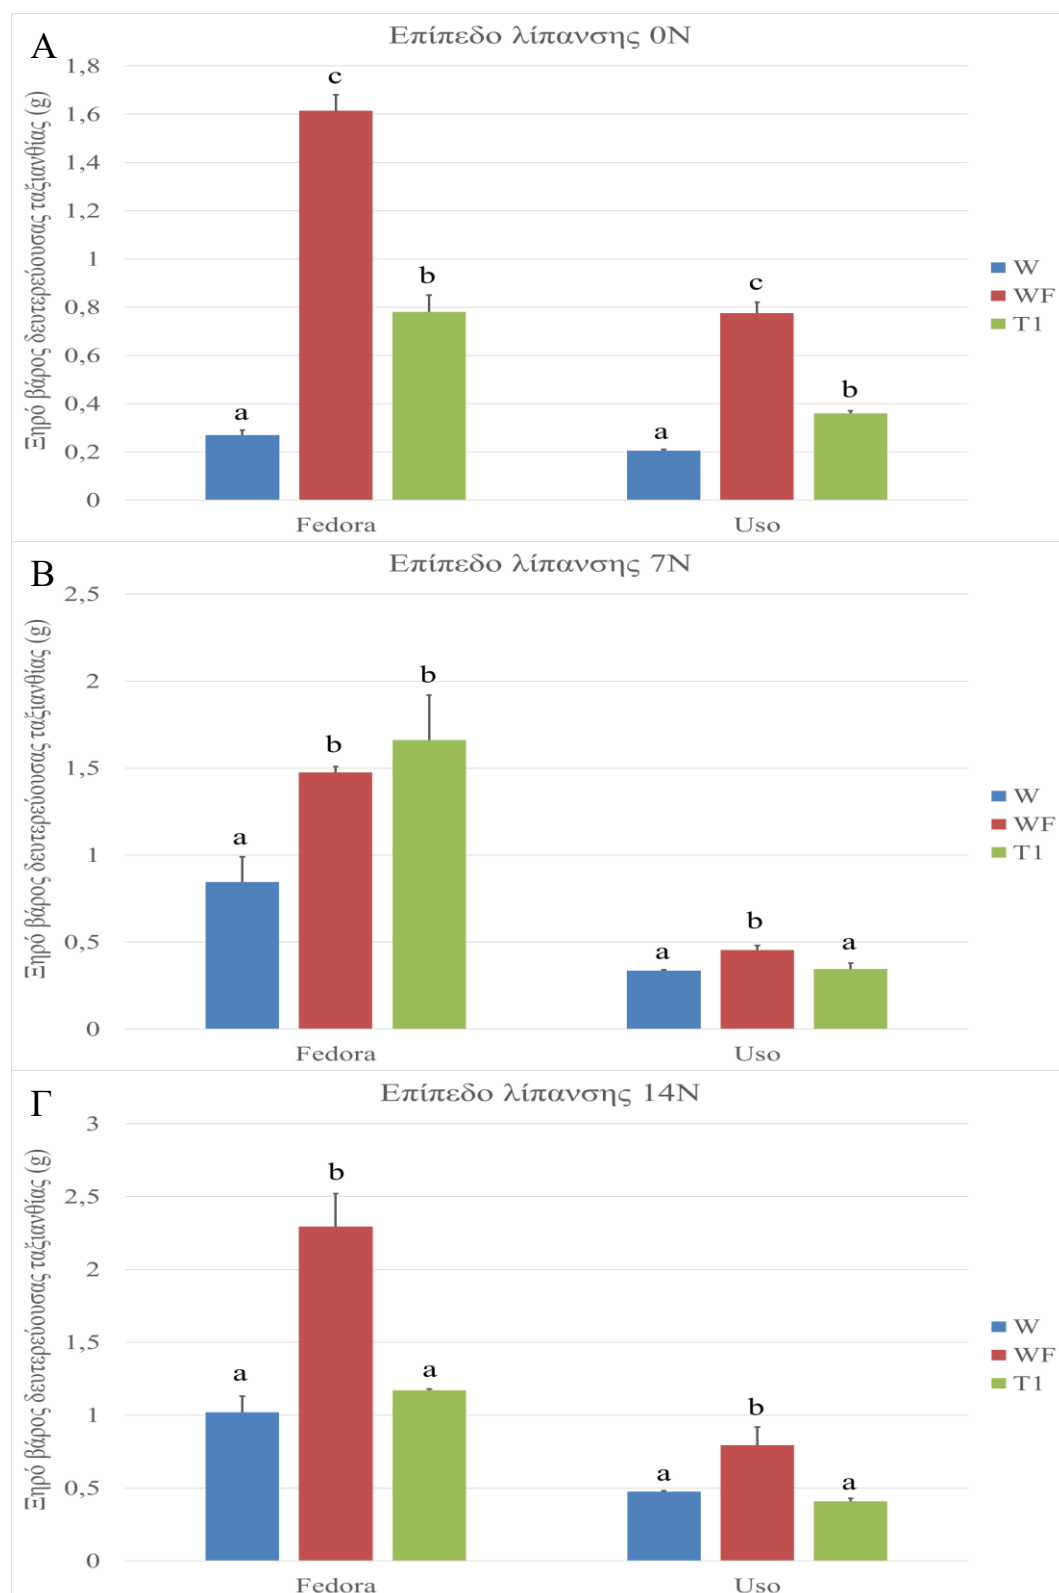 Α
Επίπεδο λίπανσης 0N
Ξηρό βάρος δευτερεύουσας ταξιανθίας (g)
1,8
1,6
1,4
1,2
1
0,8
0,6
0,4
0,2
0
a
c
b
a
c
b
Fedora
Uso
W
WF
T1
Β
Επίπεδο λίπανσης 7N
Ξηρό βάρος δευτερεύουσας ταξιανθίας (g)
2,5
2
1,5
1
0,5
0
a
b
b
a
b
a
Fedora
Uso
W
WF
T1
Γ
Επίπεδο λίπανσης 14N
Ξηρό βάρος δευτερεύουσας ταξιανθίας (g)
3
2,5
2
1,5
1
0,5
0
a
b
a
a
b
a
Fedora
Uso
W
WF
T1